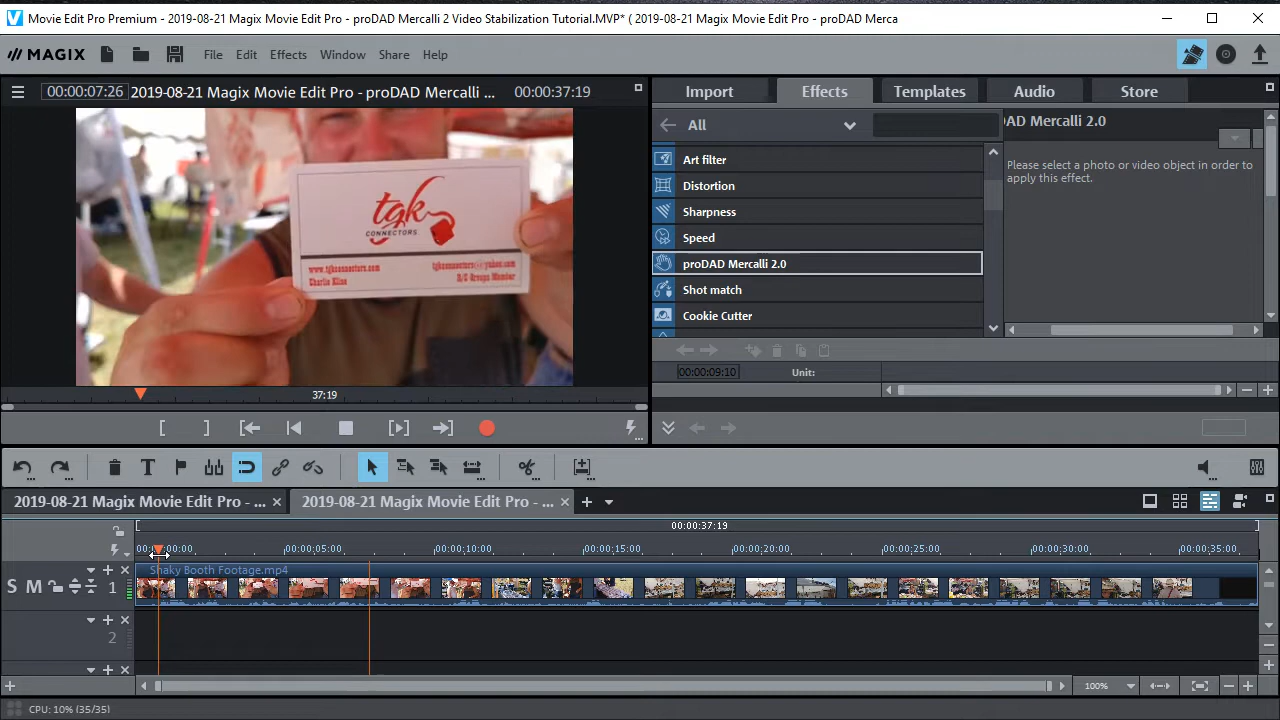 Movie Edit Pro Premium - 2019-08-21 Magix Movie Edit Pro - proDAD Mercalli 2 Video Stabilization Tutorial.MVP* ( 2019-08-21 Magix Movie Edit Pro - proDAD Merca
MAGIX File Edit Effects Window Share Help
00:00:07:26 2019-08-21 Magix Movie Edit Pro - proDAD Mercalli ... 00:00:37:19
Import Effects Templates Audio Store
All
AD Mercalli 2.0
Please select a photo or video object in order to
apply this effect.
Art filter
Distortion
Sharpness
Speed
proDAD Mercalli 2.0
Shot match
Cookie Cutter
tgk
CONNECTORS
www.tgkconnectors.com
tgkconnectors@yahoo.com
00:00:09:10 Unit:
37:19
2019-08-21 Magix Movie Edit Pro - ... 2019-08-21 Magix Movie Edit Pro - ...
00:00:37:19
00:00:05:00 00:00:10:00 00:00:15:00 00:00:20:00 00:00:25:00 00:00:30:00 00:00:35:00
Shaky Booth Footage.mp4
S M 1
2
100%
CPU: 10% (35/35)